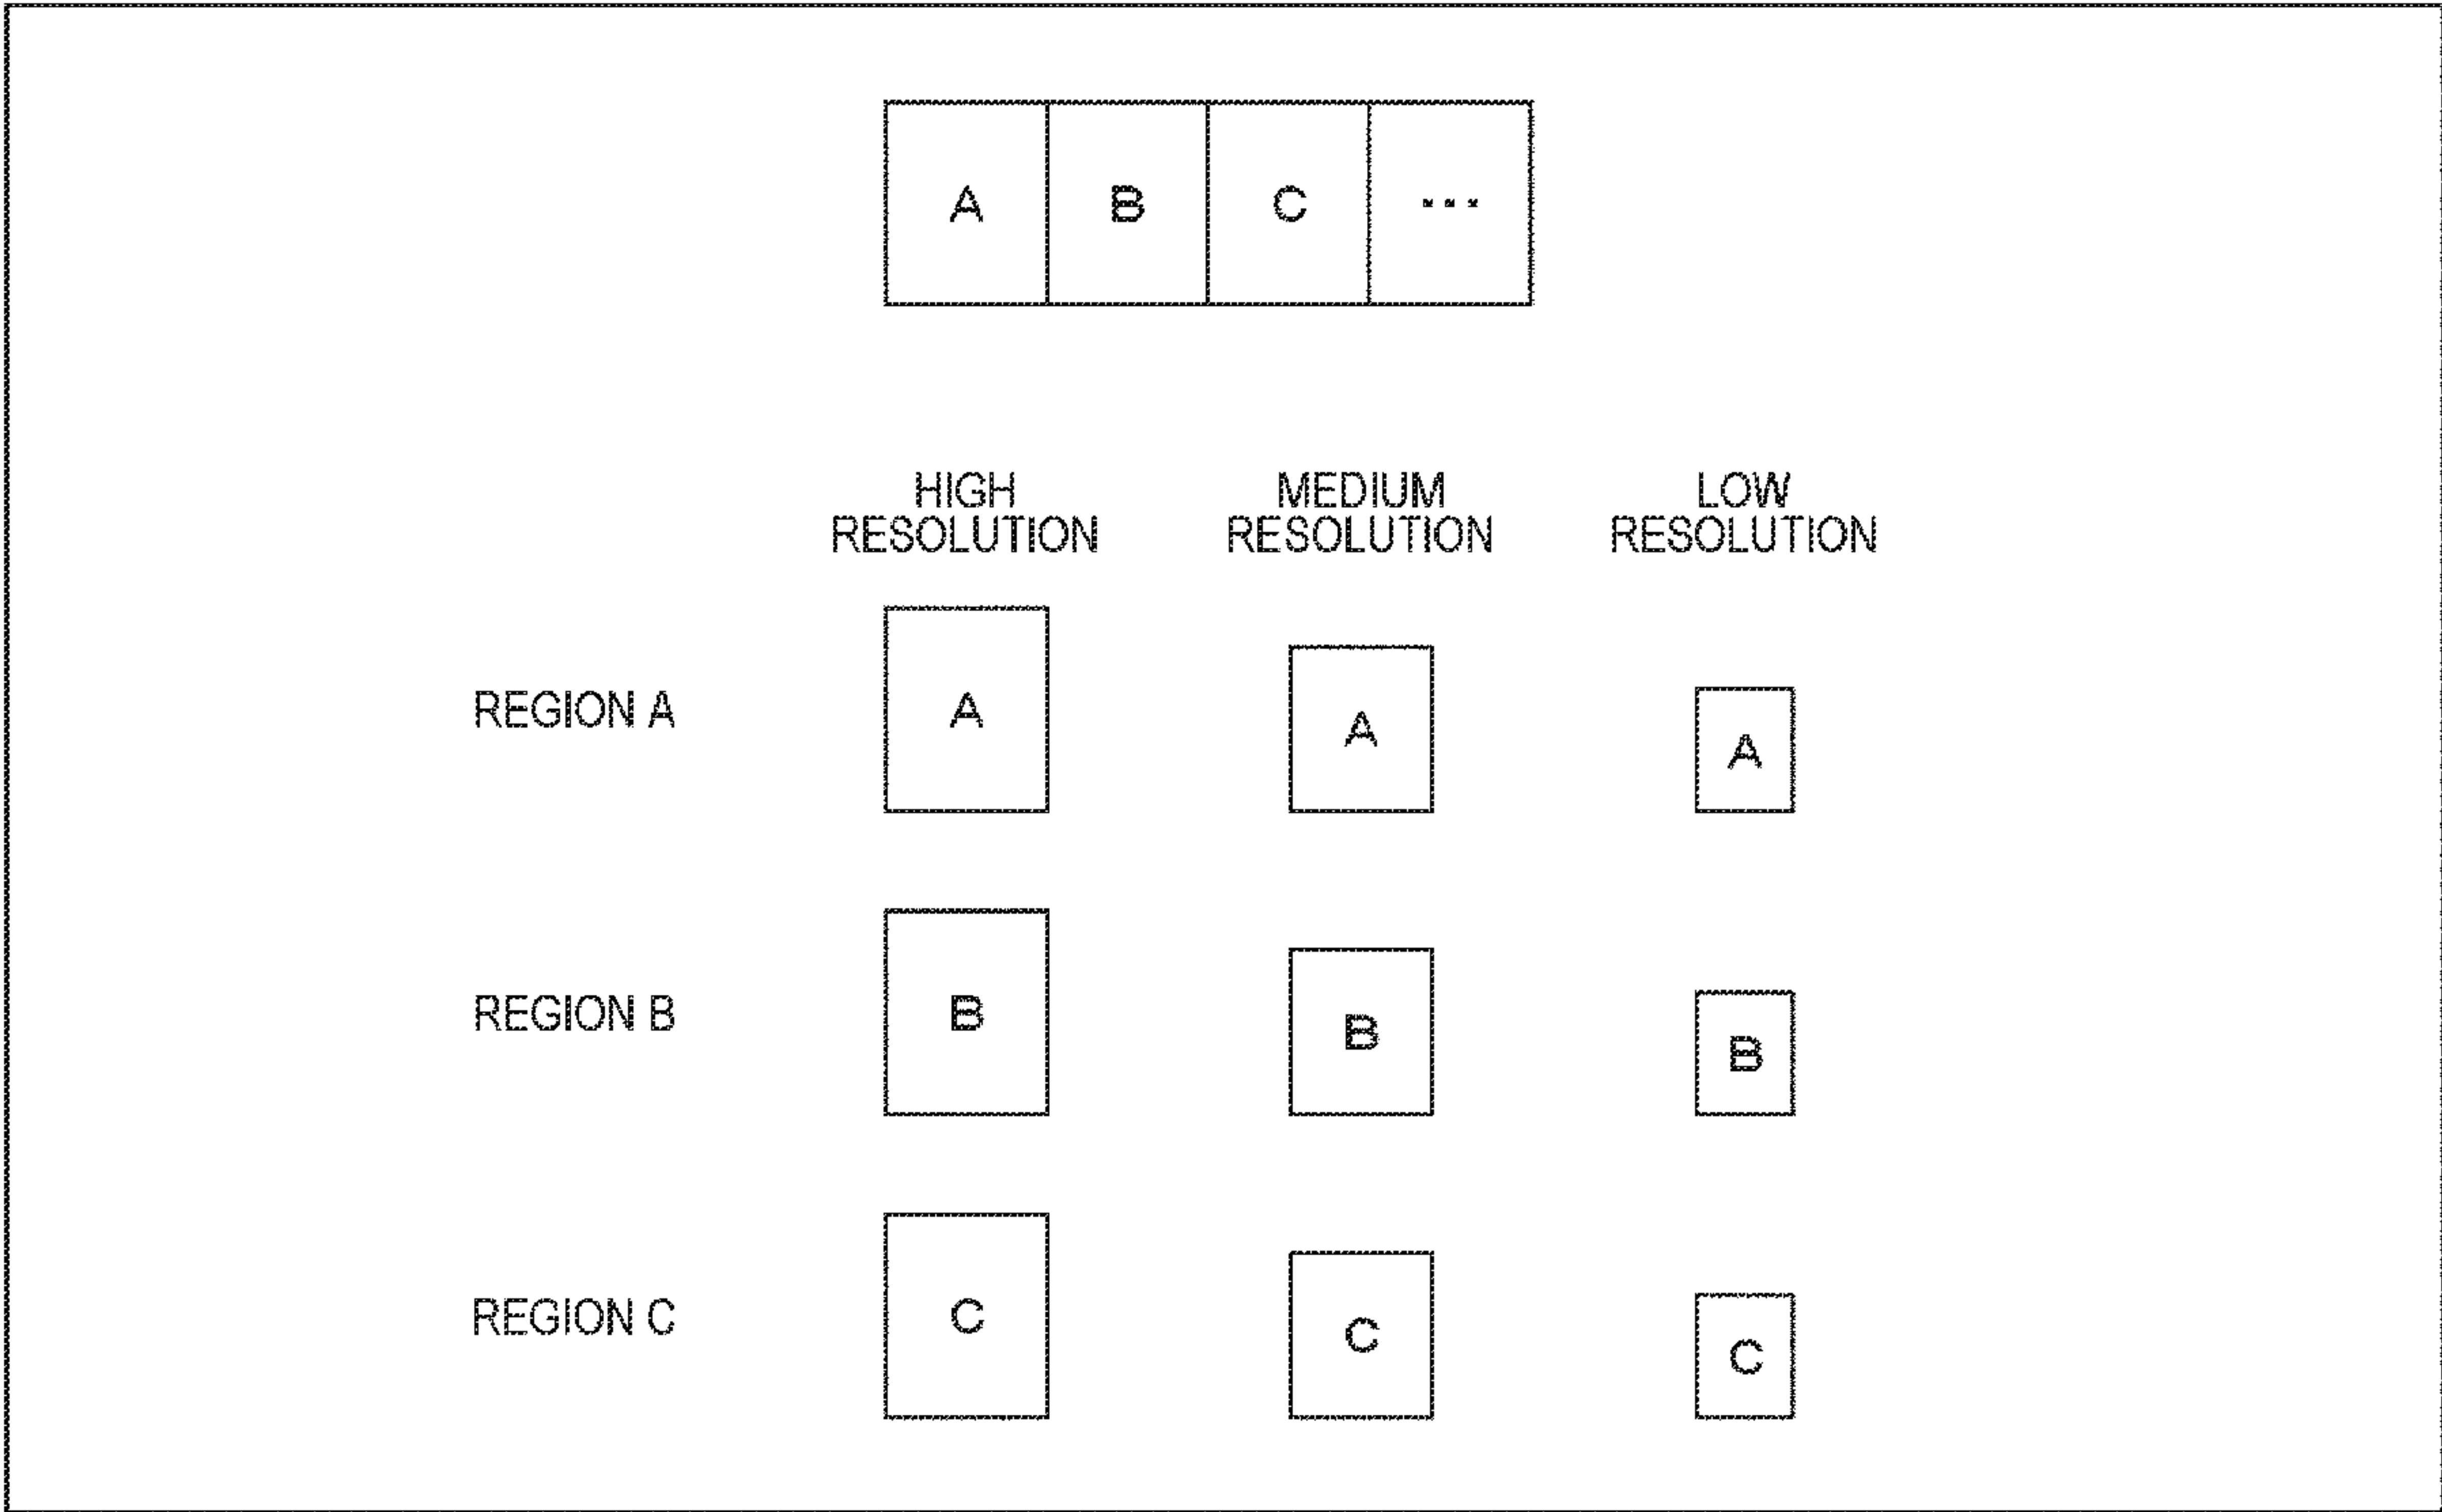 A B C ...
HIGH MEDIUM LOW
RESOLUTION RESOLUTION RESOLUTION
REGION A A A A
REGION B B B B
REGION C C C C